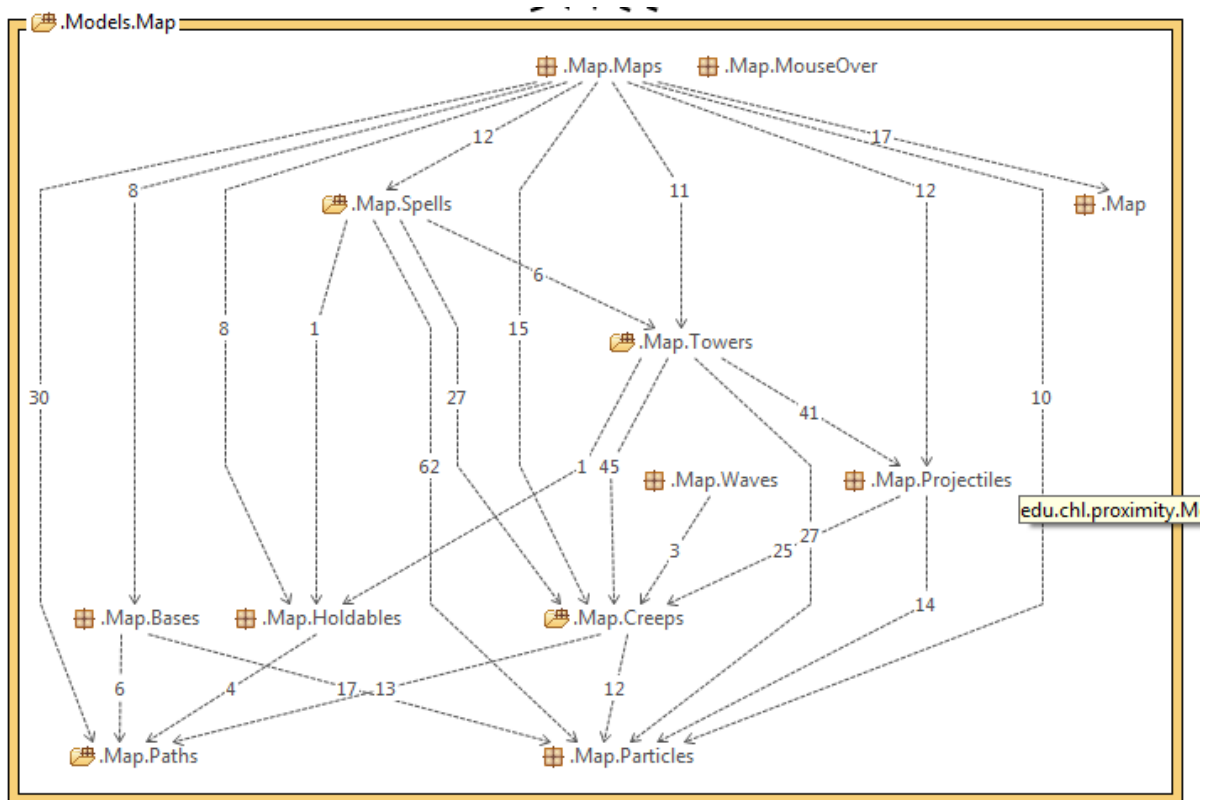 .Models.Map
.Map.Maps
.Map.MouseOver
12
17
8
11
12
.Map.Spells
.Map
6
8
1
15
.Map.Towers
30
27
10
41
62
1
45
.Map.Waves
.Map.Projectiles
edu.chl.proximity.M
27
3
25
14
.Map.Bases
.Map.Holdables
.Map.Creeps
6
4
17
13
12
.Map.Paths
.Map.Particles